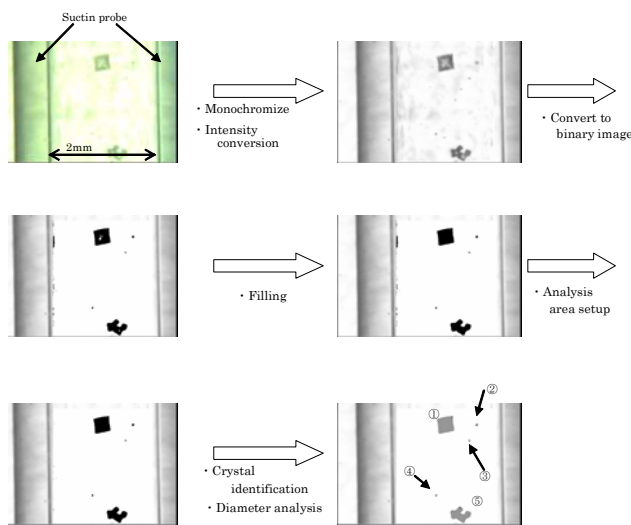 Suctin probe
2mm
・Monochromize
・Intensity
conversion
・Convert to
binary image
・Filling
・Analysis
area setup
・Crystal
identification
・Diameter analysis
①
②
③
④
⑤